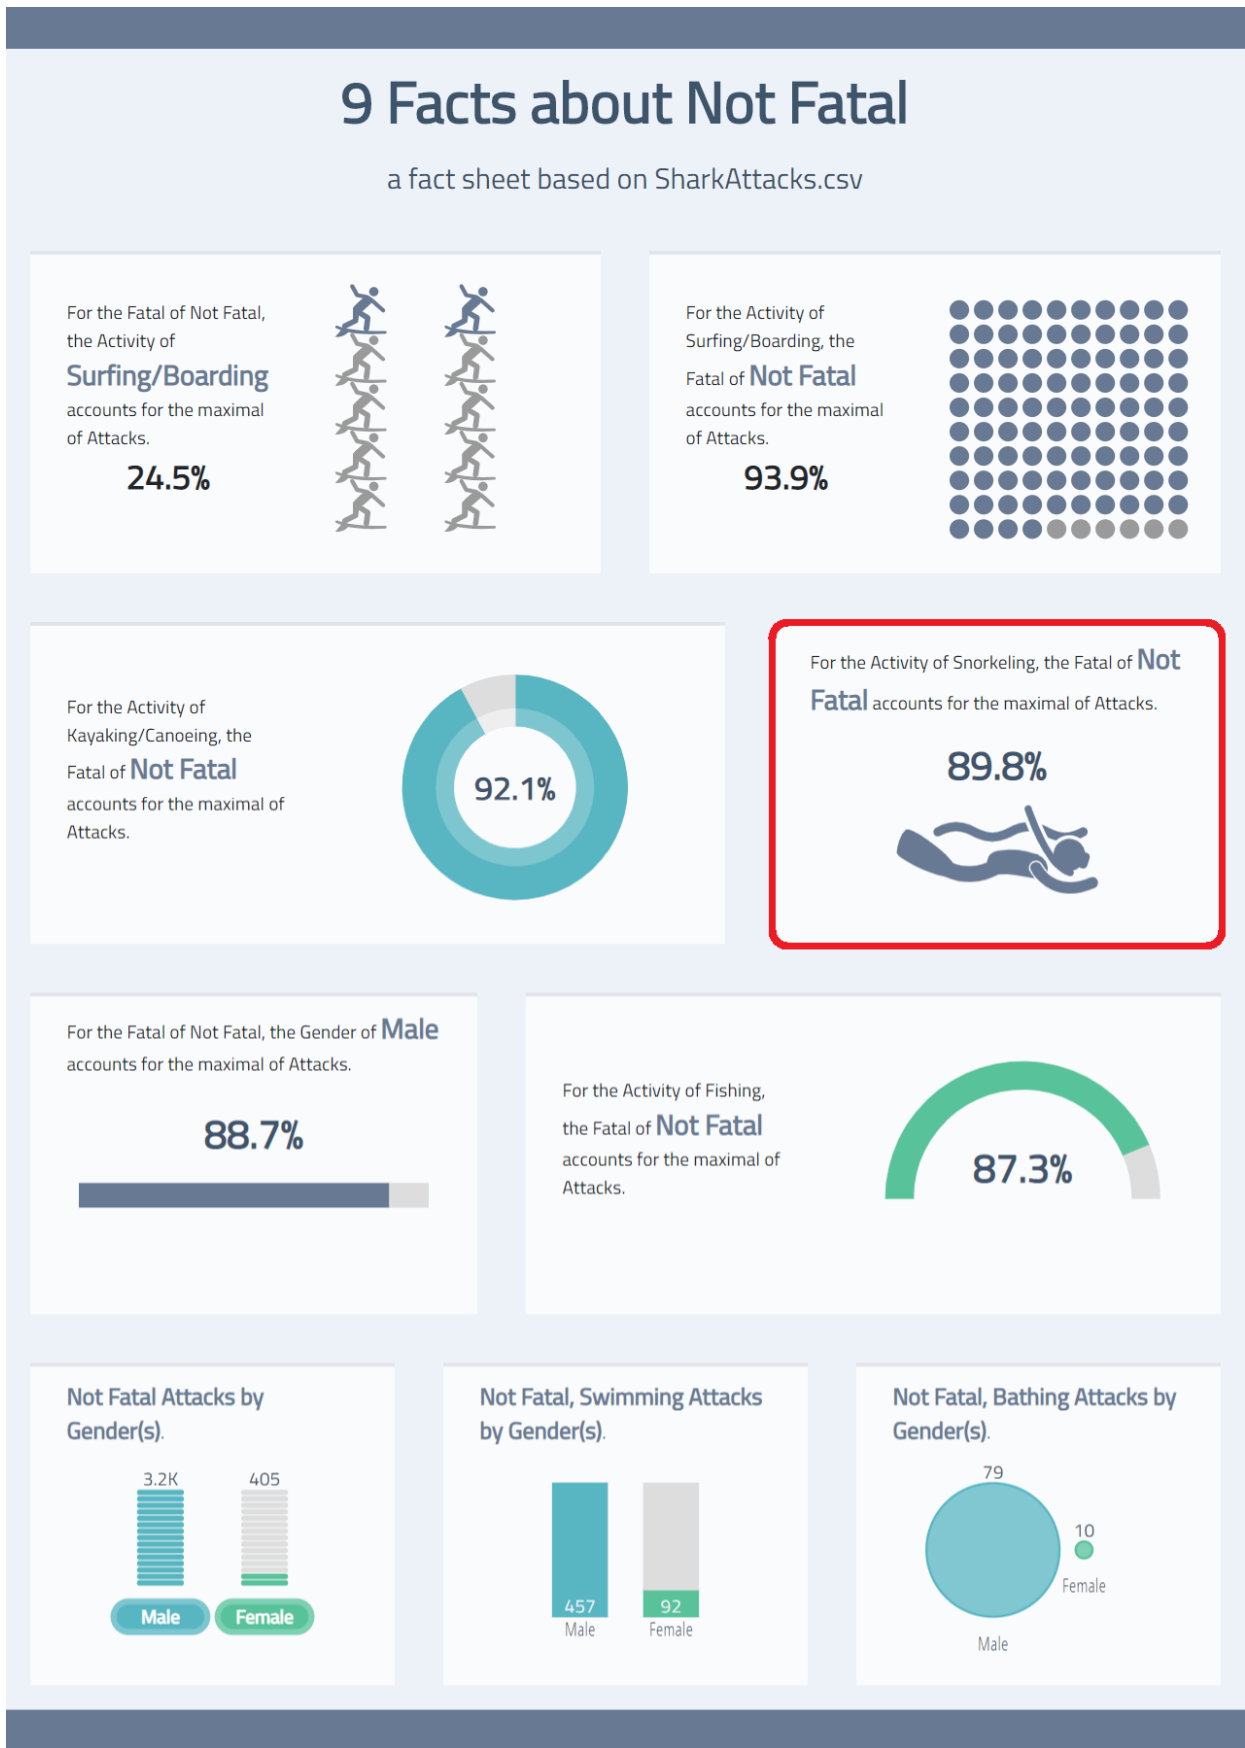 9 Facts about Not Fatal
a fact sheet based on SharkAttacks.csv
For the Fatal of Not Fatal,
the Activity of
Surfing/Boarding
accounts for the maximal
of Attacks.
24.5%
For the Activity of
Surfing/Boarding, the
Fatal of Not Fatal
accounts for the maximal
of Attacks.
93.9%
For the Activity of
Kayaking/Canoeing, the
Fatal of Not Fatal
accounts for the maximal of
Attacks.
92.1%
For the Activity of Snorkeling, the Fatal of Not
Fatal accounts for the maximal of Attacks.
89.8%
For the Fatal of Not Fatal, the Gender of Male
accounts for the maximal of Attacks.
88.7%
For the Activity of Fishing,
the Fatal of Not Fatal
accounts for the maximal of
Attacks.
87.3%
Not Fatal Attacks by
Gender(s).
3.2K 405
Male Female
Not Fatal, Swimming Attacks
by Gender(s).
457 92
Male Female
Not Fatal, Bathing Attacks by
Gender(s).
79
10
Female
Male